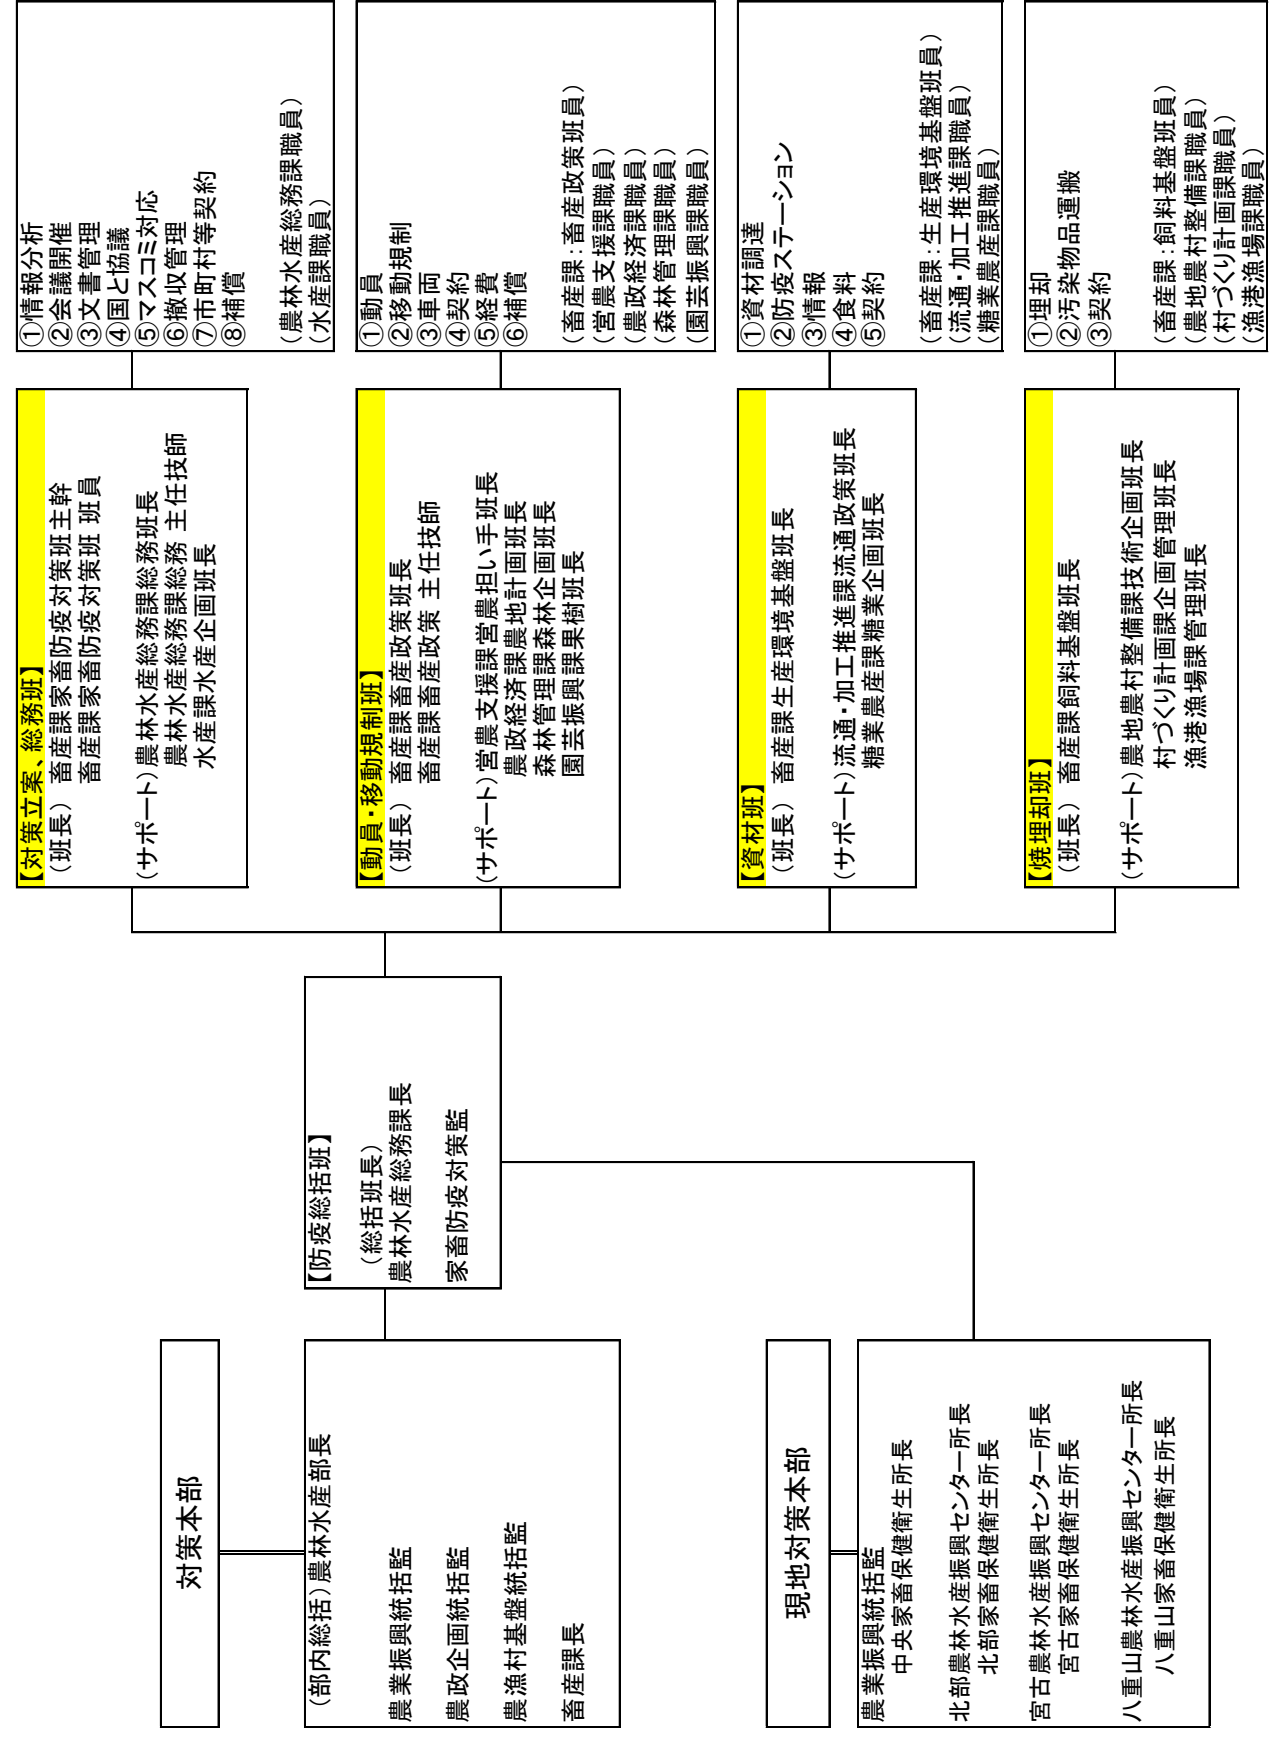 対策本部
(部内総括)農林水産部長
農業振興統括監
農政企画統括監
農漁村基盤統括監
畜産課長
現地対策本部
農業振興統括監
中央家畜保健衛生所長
北部農林水産振興センター所長
北部家畜保健衛生所長
宮古農林水産振興センター所長
宮古家畜保健衛生所長
八重山農林水産振興センター所長
八重山家畜保健衛生所長
【防疫総括班】
(総括班長)
農林水産総務課長
家畜防疫対策監
【対策立案、総務班】
(班長) 畜産課家畜防疫対策班主幹
畜産課家畜防疫対策班 班員
(サポート)農林水産総務課総務班長
農林水産総務課総務 主任技師
水産課水産企画班長
①情報分析
②会議開催
③文書管理
④国と協議
⑤マスコミ対応
⑥撤収管理
⑦市町村等契約
⑧補償
(農林水産総務課職員)
(水産課職員)
【動員・移動規制班】
(班長) 畜産課畜産政策班長
畜産課畜産政策 主任技師
(サポート)営農支援課営農担い手班長
農政経済課農地計画班長
森林管理課森林企画班長
園芸振興課果樹班長
①動員
②移動規制
③車両
④契約
⑤経費
⑥補償
(畜産課:畜産政策班員)
(営農支援課職員)
(農政経済課職員)
(森林管理課職員)
(園芸振興課職員)
【資材班】
(班長) 畜産課生産環境基盤班長
(サポート)流通・加工推進課流通政策班長
糖業農産課糖業企画班長
①資材調達
②防疫ステーション
③情報
④食料
⑤契約
(畜産課:生産環境基盤班員)
(流通・加工推進課職員)
(糖業農産課職員)
【焼埋却班】
(班長) 畜産課飼料基盤班長
(サポート)農地農村整備課技術企画班長
村づくり計画課企画管理班長
漁港漁場課管理班長
①埋却
②汚染物品運搬
③契約
(畜産課:飼料基盤班員)
(農地農村整備課職員)
(村づくり計画課職員)
(漁港漁場課職員)